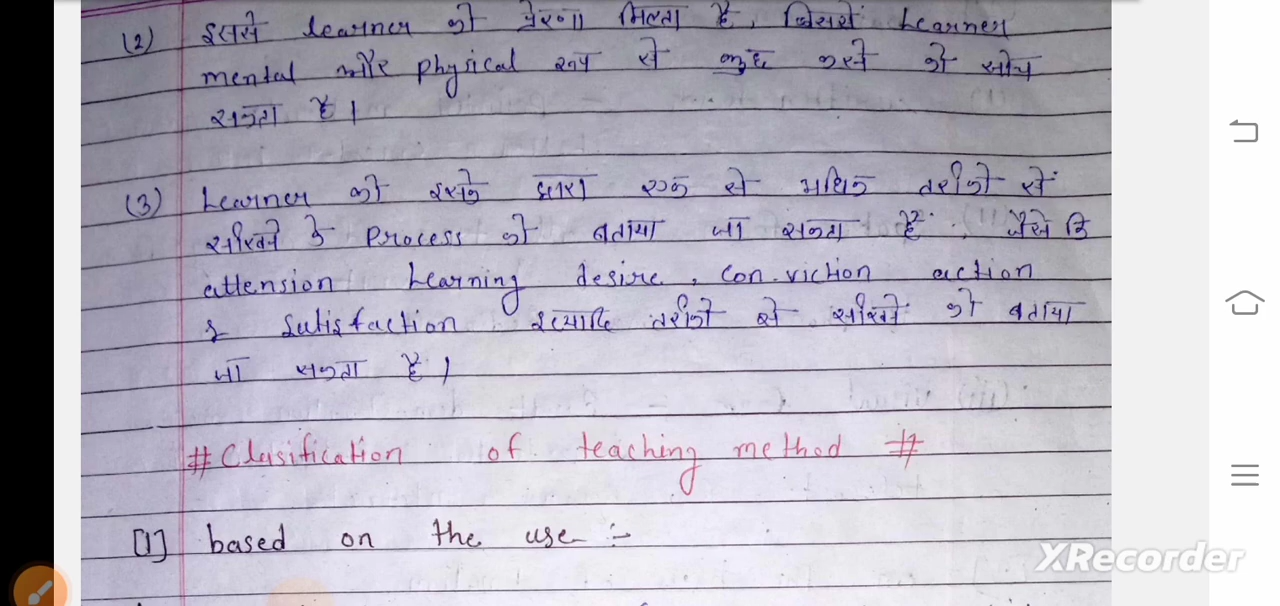 (2) इससे learner को प्रेरणा मिलता है, जिससे Learner
mental और physical रूप से कुछ करने को सोच
सकता है।
(3) Learner को इसके द्वारा एक से अधिक तरीको से
सीखने के Process को बताया जा सकता है, जैसे कि
attension Learning desire, Con.viction action
& Satisfaction इत्यादि तरीको से सीखने को बताया
जा सकता है।
# Clasification of teaching method #
[1] based on the use :-
XRecorder